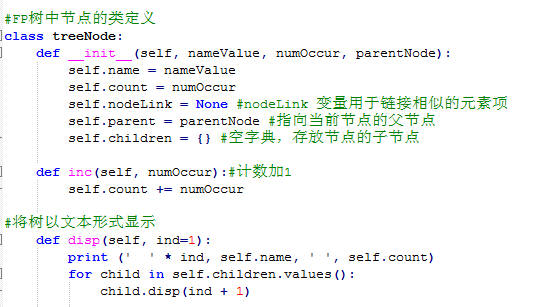 #FP树中节点的类定义
class treeNode:
    def __init__(self, nameValue, numOccur, parentNode):
        self.name = nameValue
        self.count = numOccur
        self.nodeLink = None #nodeLink 变量用于链接相似的元素项
        self.parent = parentNode #指向当前节点的父节点
        self.children = {} #空字典，存放节点的子节点
    def inc(self, numOccur):#计数加1
        self.count += numOccur
#将树以文本形式显示
    def disp(self, ind=1):
        print ('  ' * ind, self.name, ' ', self.count)
        for child in self.children.values():
            child.disp(ind + 1)